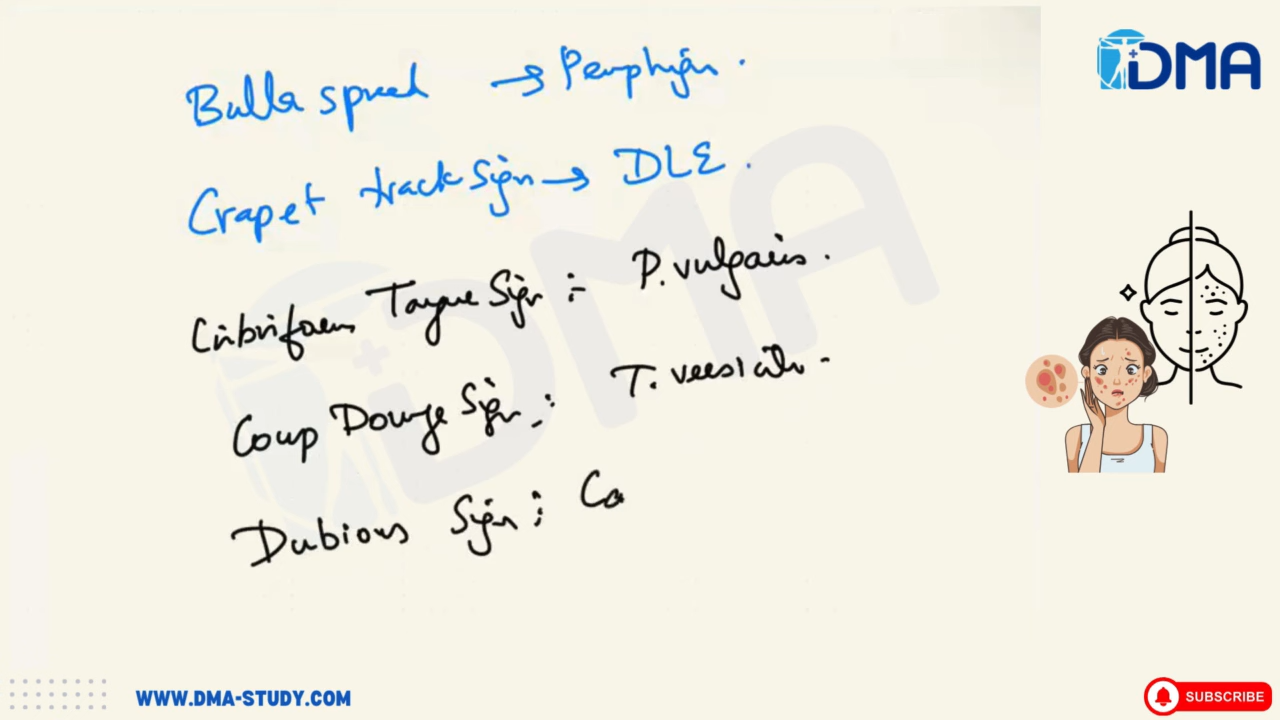 DMA
Bulla spread → Pemphigus.
Crapet track Sign → DLE.
Cribriform Tongue Sign :- P. vulgaris.
Coup Dounge Sign :- T. versicolor -
Dubious Sign : Ca
WWW.DMA-STUDY.COM
SUBSCRIBE